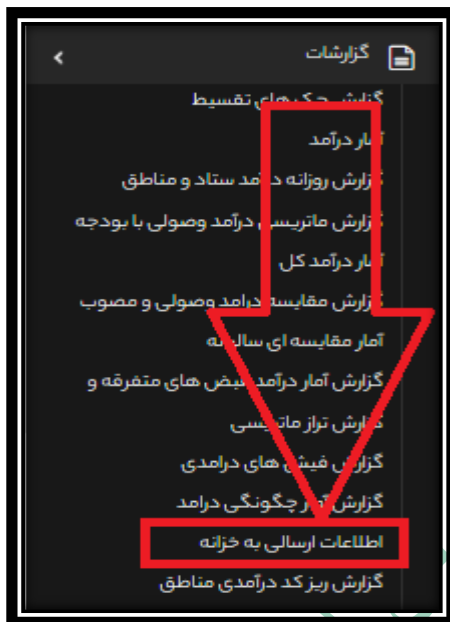 گزارشات
گزارش چک های تقسیط
آمار درآمد
گزارش روزانه درآمد ستاد و مناطق
گزارش ماتریسی درآمد وصولی با بودجه
آمار درآمد کل
گزارش مقایسه درامد وصولی و مصوب
آمار مقایسه ای سالانه
گزارش آمار درآمد قبض های متفرقه و
گزارش تراز ماتریسی
گزارش فیش های درامدی
گزارش آمار چگونگی درامد
اطلاعات ارسالی به خزانه
گزارش ریز کد درآمدی مناطق